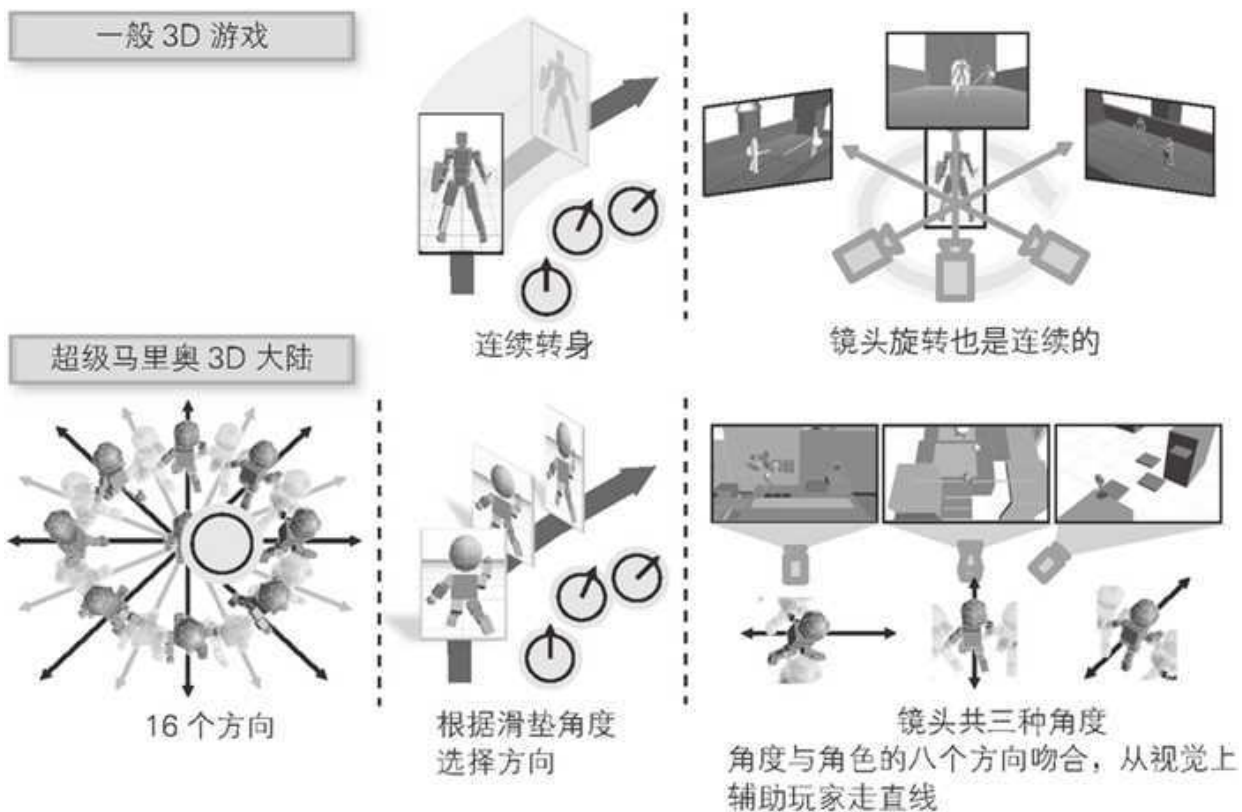 一般 3D 游戏
连续转身
镜头旋转也是连续的
超级马里奥 3D 大陆
16 个方向
根据滑垫角度
选择方向
镜头共三种角度
角度与角色的八个方向吻合，从视觉上
辅助玩家走直线